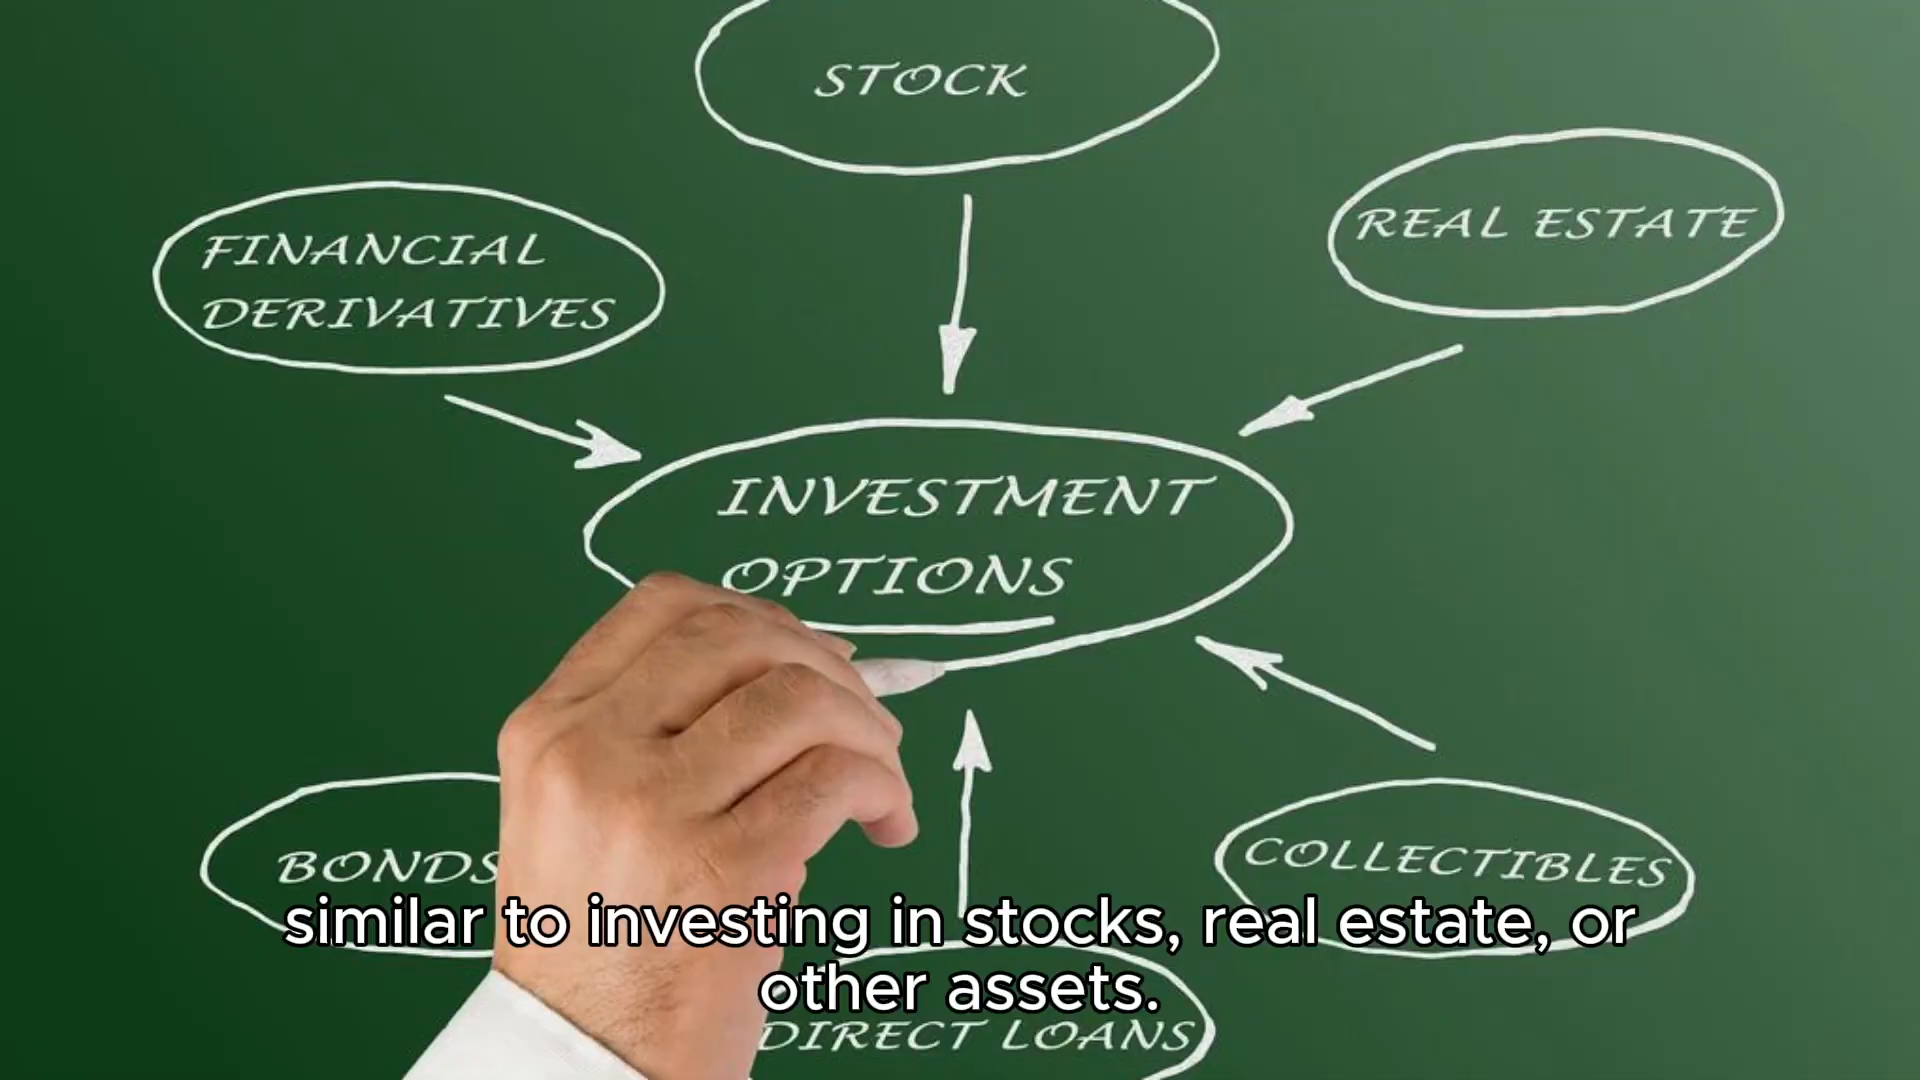 STOCK
REAL ESTATE
FINANCIAL
DERIVATIVES
INVESTMENT
OPTIONS
BONDS
COLLECTIBLES
similar to investing in stocks, real estate, or
other assets.
DIRECT LOANS